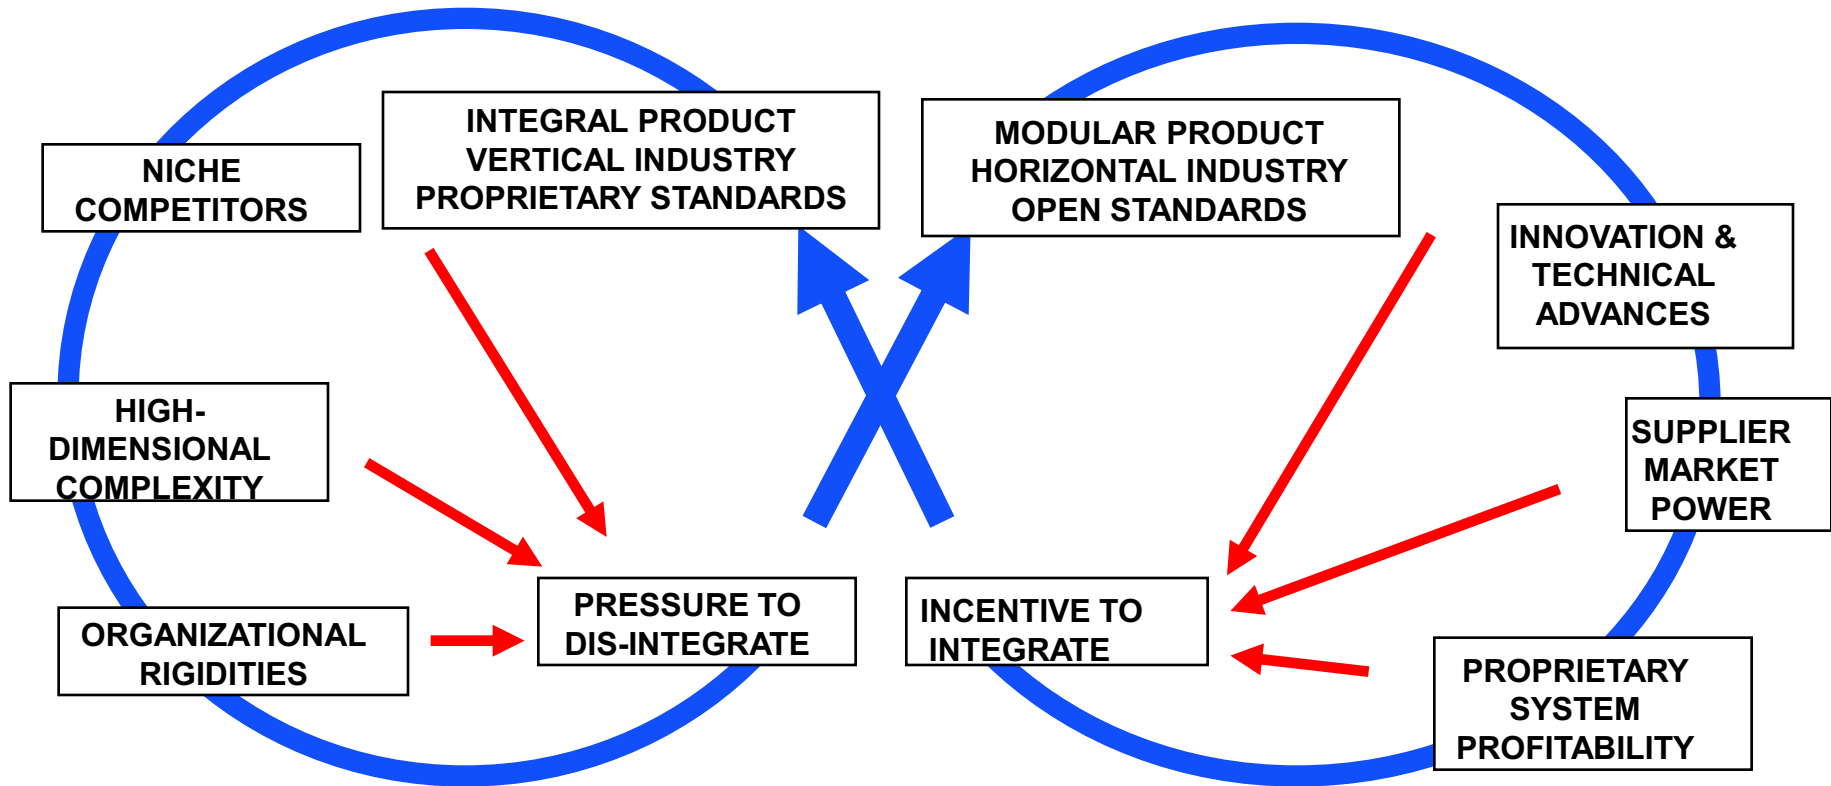 INTEGRAL PRODUCT
VERTICAL INDUSTRY
PROPRIETARY STANDARDS
MODULAR PRODUCT
HORIZONTAL INDUSTRY
OPEN STANDARDS
NICHE
COMPETITORS
INNOVATION &
TECHNICAL
ADVANCES
HIGH-
DIMENSIONAL
COMPLEXITY
SUPPLIER
MARKET
POWER
ORGANIZATIONAL
RIGIDITIES
PRESSURE TO
DIS-INTEGRATE
INCENTIVE TO
INTEGRATE
PROPRIETARY
SYSTEM
PROFITABILITY